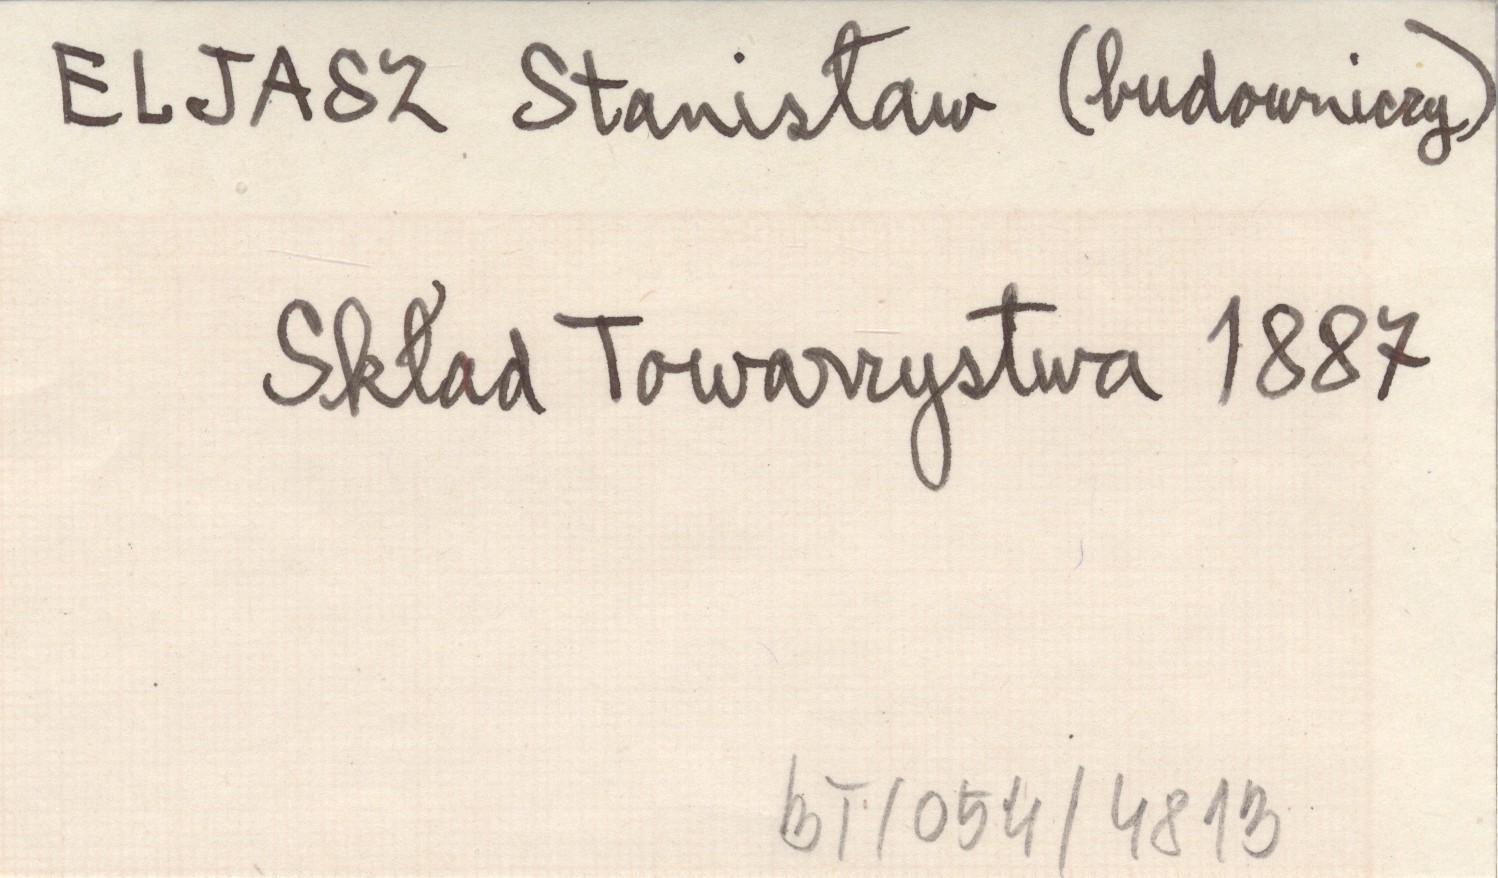 ELJASZ Stanisław (budowniczy)
Skład Towarzystwa 1887
BT/054/4813